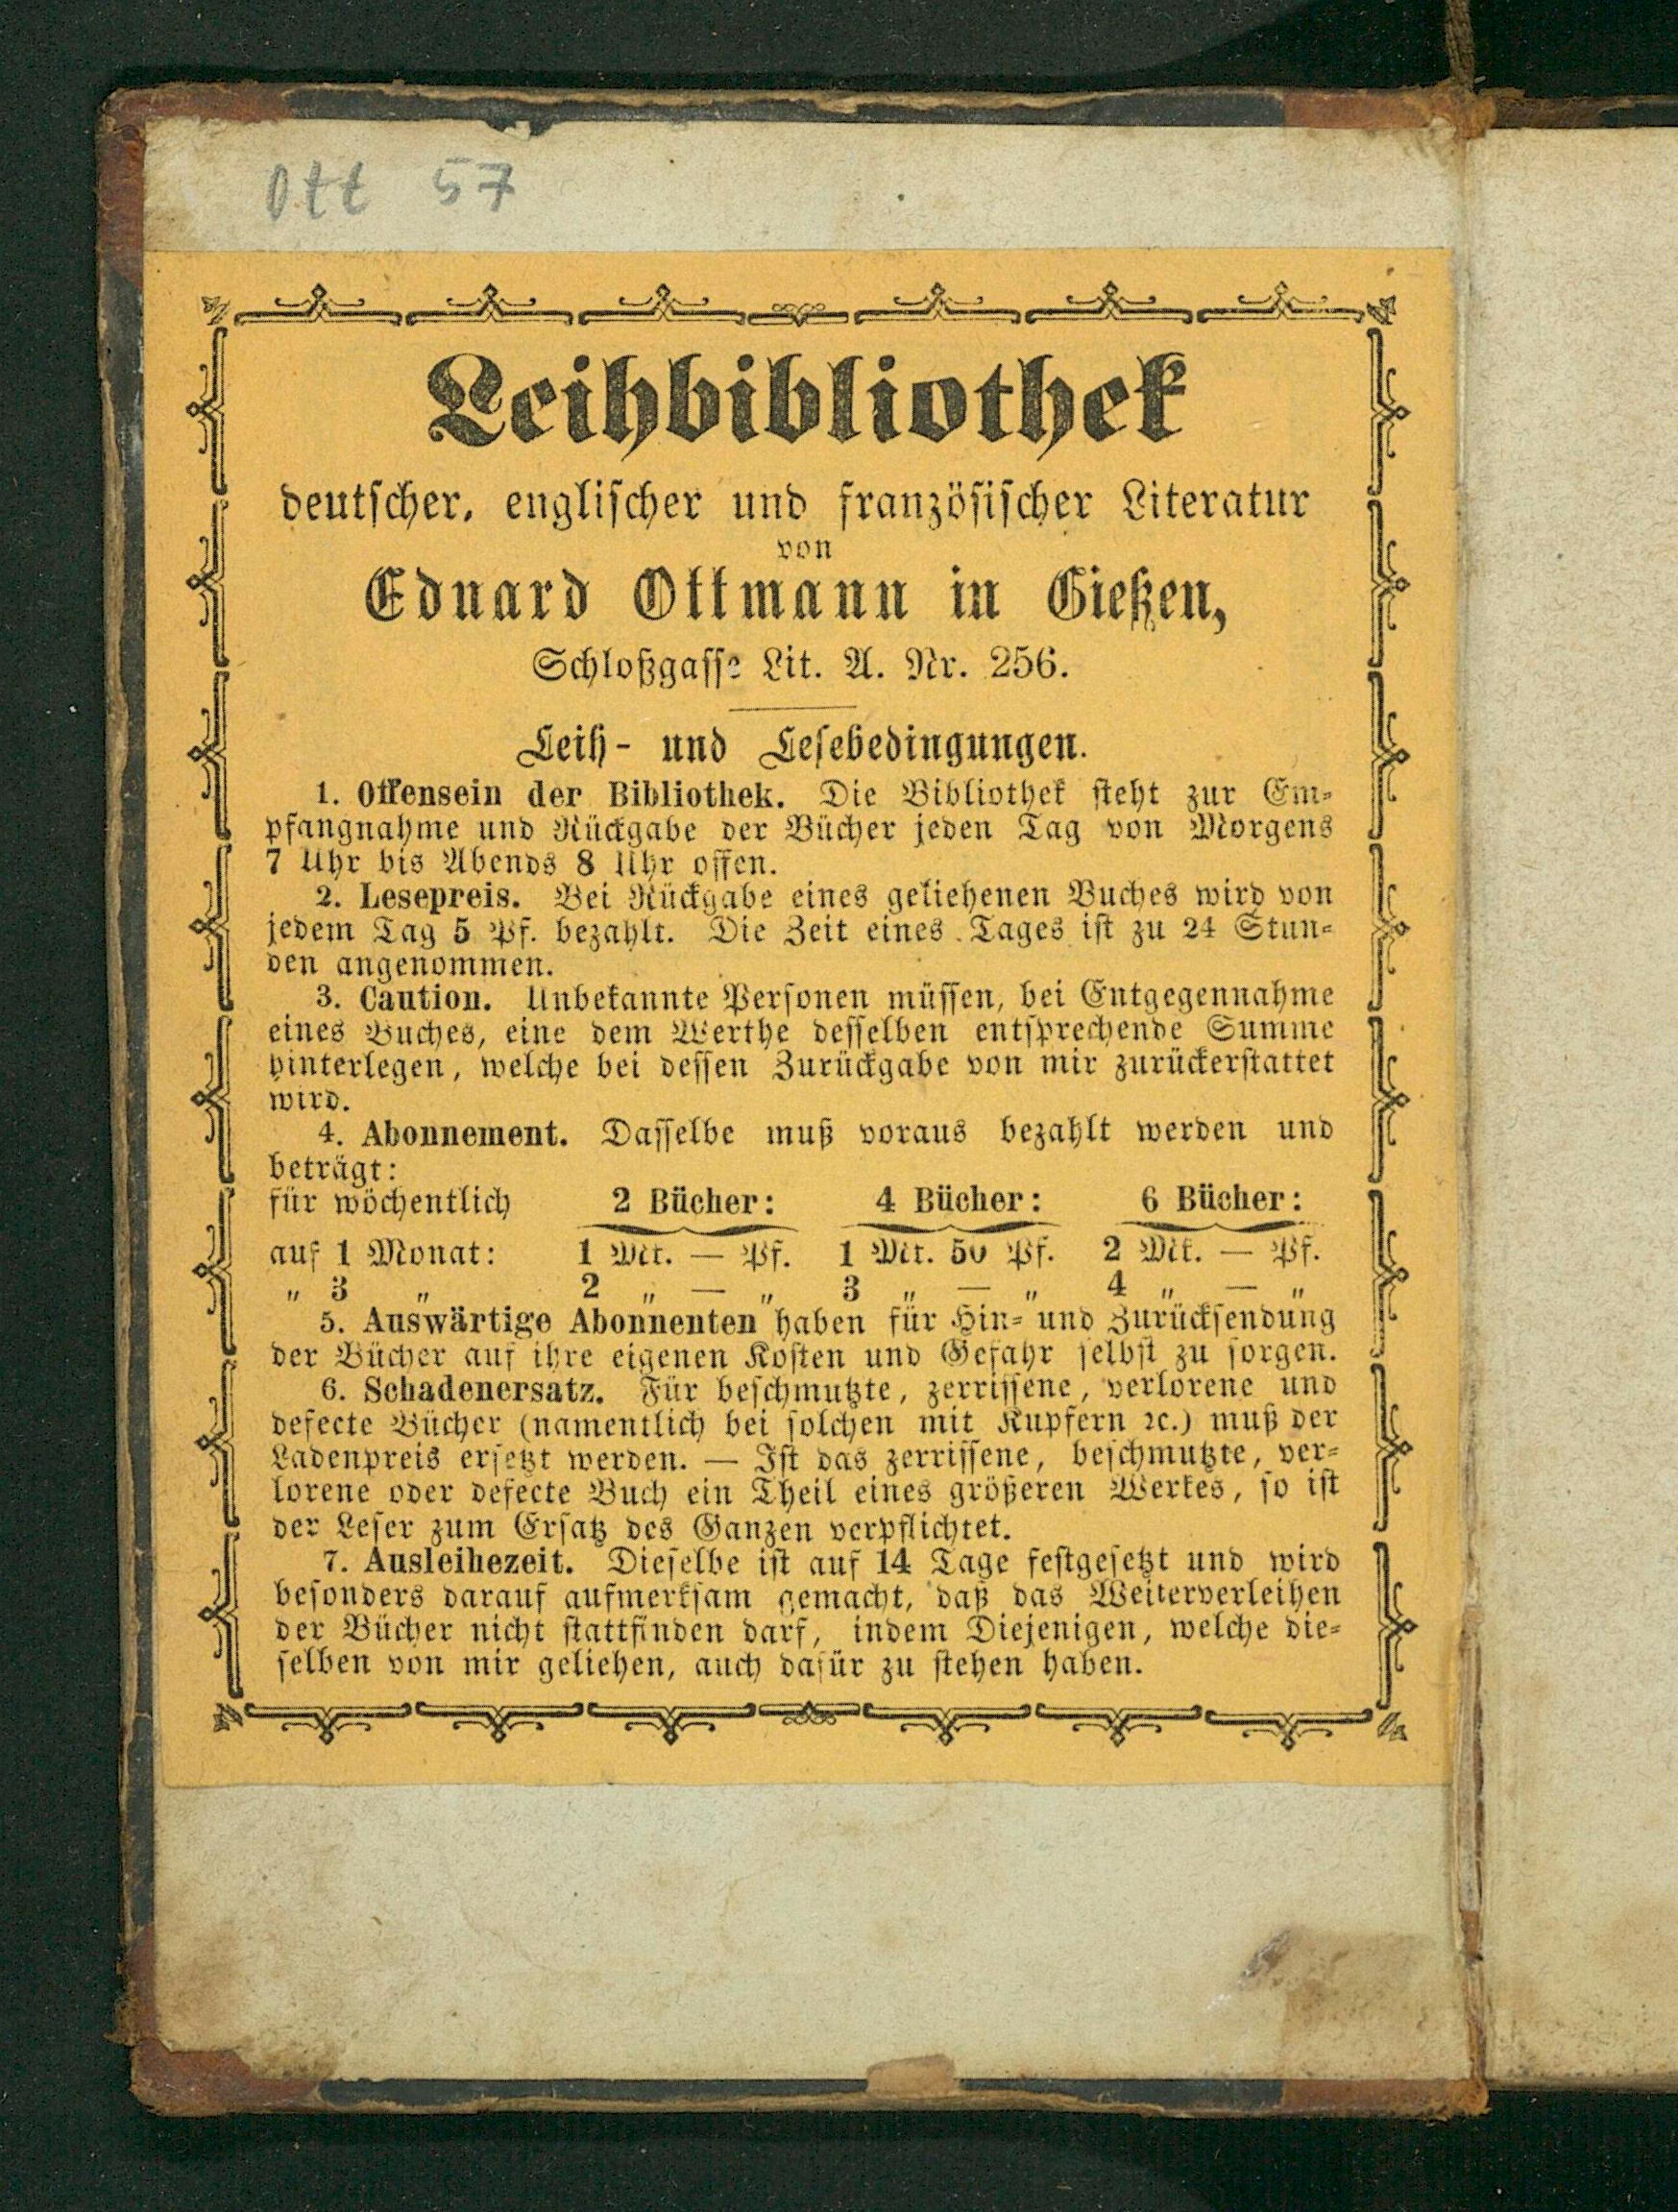 Ott 57
Leihbibliothek
deutscher, englischer und französischer Literatur
von
Eduard Ottmann in Gießen,
Schloßgasse Lit. A. Nr. 256.
Leih- und Lesebedingungen.
1. Offensein der Bibliothek. Die Bibliothek steht zur Em-
pfangnahme und Rückgabe der Bücher jeden Tag von Morgens
7 Uhr bis Abends 8 Uhr offen.
2. Lesepreis. Bei Rückgabe eines geliehenen Buches wird von
jedem Tag 5 Pf. bezahlt. Die Zeit eines Tages ist zu 24 Stun-
den angenommen.
3. Caution. Unbekannte Personen müssen, bei Entgegennahme
eines Buches, eine dem Werthe desselben entsprechende Summe
hinterlegen, welche bei dessen Zurückgabe von mir zurückerstattet
wird.
4. Abonnement. Dasselbe muß voraus bezahlt werden und
beträgt:
für wöchentlich 2 Bücher: 4 Bücher: 6 Bücher:
auf 1 Monat: 1 Mk. — Pf. 1 Mk. 50 Pf. 2 Mk. — Pf.
„ 3 „ 2 „ — „ 3 „ — „ 4 „ — „
5. Auswärtige Abonnenten haben für Hin- und Zurücksendung
der Bücher auf ihre eigenen Kosten und Gefahr selbst zu sorgen.
6. Schadenersatz. Für beschmutzte, zerrissene, verlorene und
defecte Bücher (namentlich bei solchen mit Kupfern ꝛc.) muß der
Ladenpreis ersetzt werden. — Ist das zerrissene, beschmutzte, ver-
lorene oder defecte Buch ein Theil eines größeren Werkes, so ist
der Leser zum Ersatz des Ganzen verpflichtet.
7. Ausleihezeit. Dieselbe ist auf 14 Tage festgesetzt und wird
besonders darauf aufmerksam gemacht, daß das Weiterverleihen
der Bücher nicht stattfinden darf, indem Diejenigen, welche die-
selben von mir geliehen, auch dafür zu stehen haben.